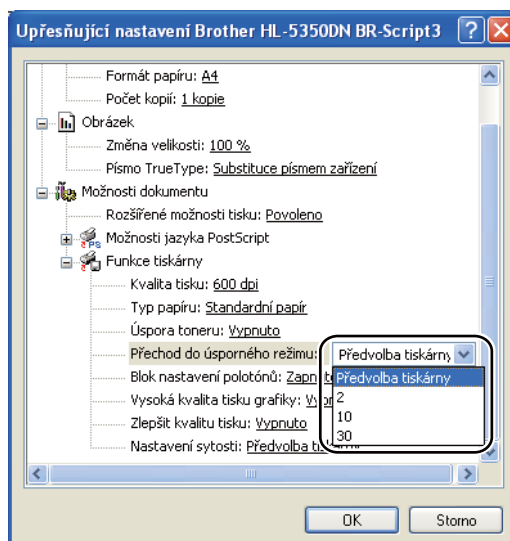 Upřesňující nastavení Brother HL-5350DN BR-Script3
Formát papíru: A4
Počet kopií: 1 kopie
Obrázek
Změna velikosti: 100 %
Písmo TrueType: Substituce písmem zařízení
Možnosti dokumentu
Rozšířené možnosti tisku: Povoleno
Možnosti jazyka PostScript
Funkce tiskárny
Kvalita tisku: 600 dpi
Typ papíru: Standardní papír
Úspora toneru: Vypnuto
Přechod do úsporného režimu: Předvolba tiskárny
Blok nastavení polotónů:
Předvolba tiskárny
Vysoká kvalita tisku grafiky:
2
10
Zlepšit kvalitu tisku: Vypnuto
30
Nastavení sytosti: Předvolba
OK Storno